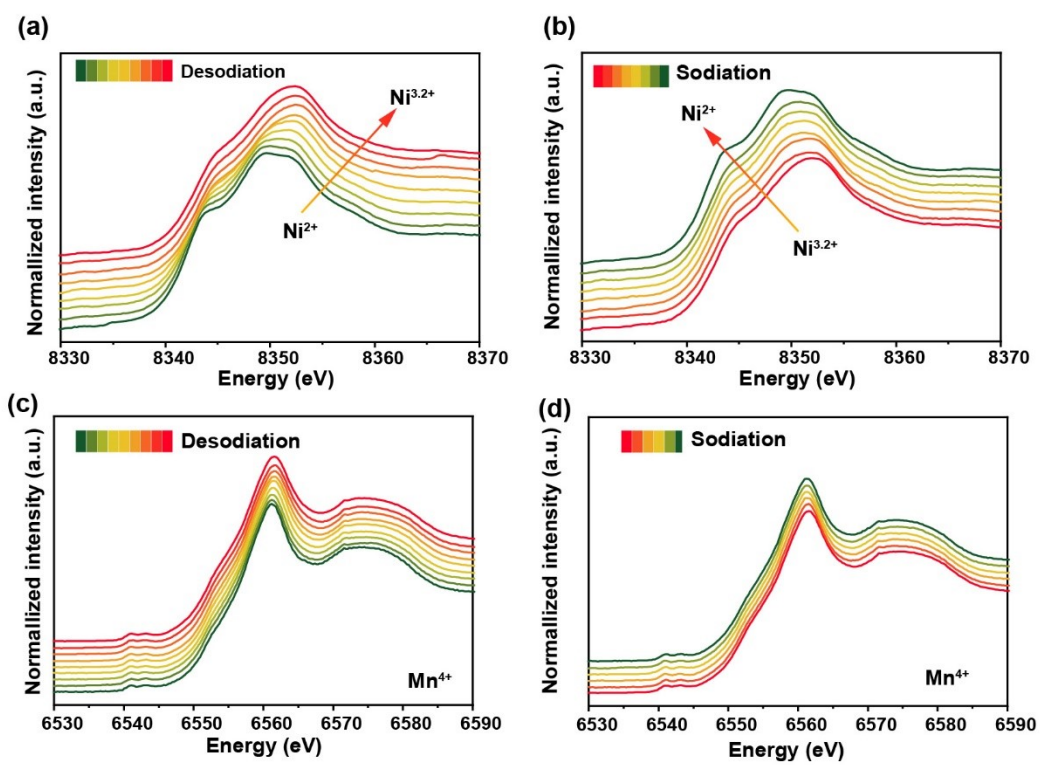 (a)
Desodiation
Ni3.2+
Ni2+
Normallized intensity (a.u.)
8330 8340 8350 8360 8370
Energy (eV)
(b)
Sodiation
Ni2+
Ni3.2+
Normallized intensity (a.u.)
8330 8340 8350 8360 8370
Energy (eV)
(c)
Desodiation
Mn4+
Normallized intensity (a.u.)
6530 6540 6550 6560 6570 6580 6590
Energy (eV)
(d)
Sodiation
Mn4+
Normallized intensity (a.u.)
6530 6540 6550 6560 6570 6580 6590
Energy (eV)